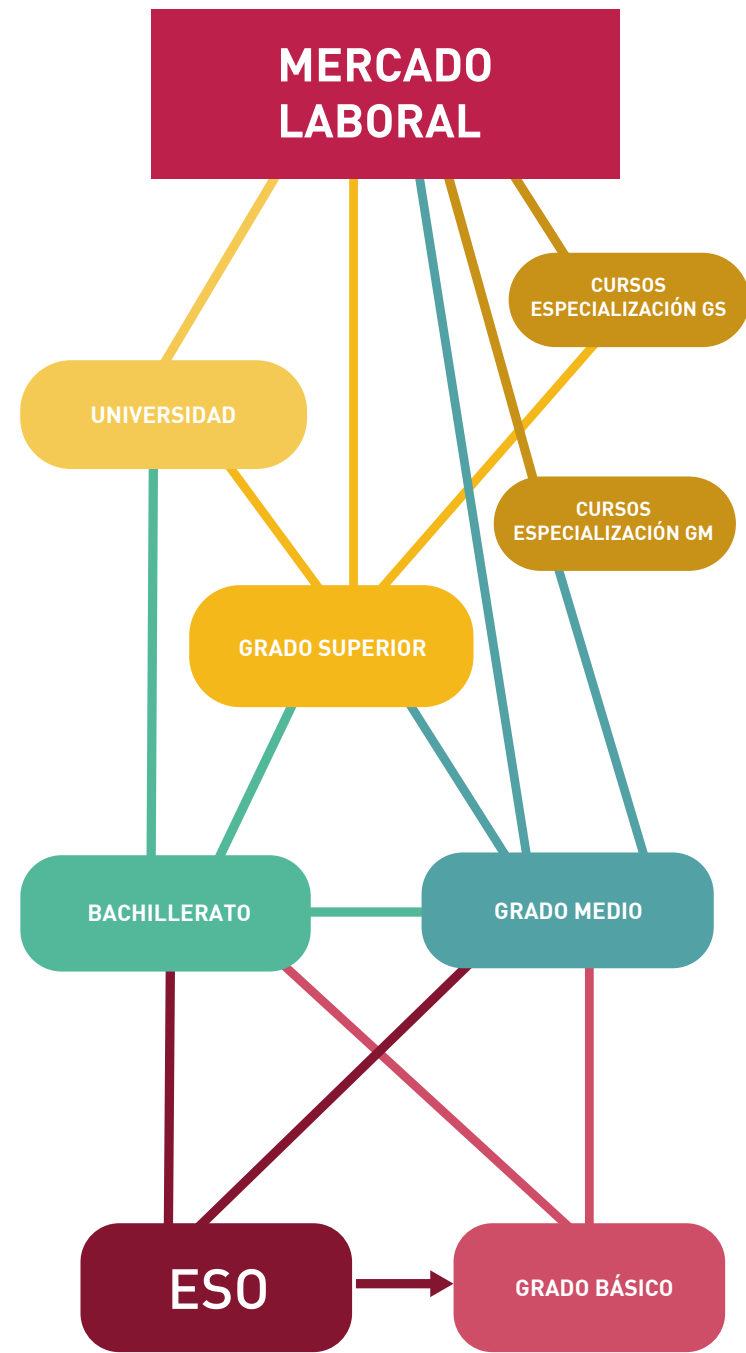 MERCADO
LABORAL
CURSOS
ESPECIALIZACIÓN GS
UNIVERSIDAD
CURSOS
ESPECIALIZACIÓN GM
GRADO SUPERIOR
BACHILLERATO
GRADO MEDIO
ESO
GRADO BÁSICO